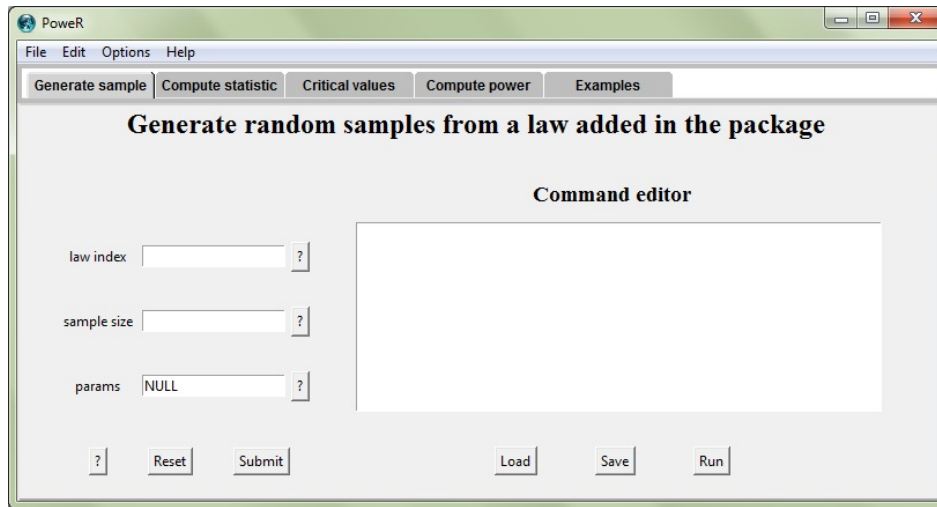 PoweR
File Edit Options Help
Generate sample Compute statistic Critical values Compute power Examples
Generate random samples from a law added in the package
Command editor
law index ?
sample size ?
params NULL ?
? Reset Submit Load Save Run